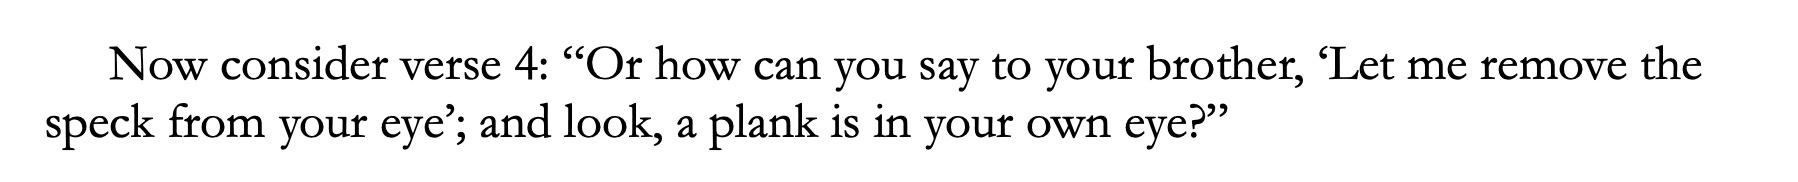 Now consider verse 4: “Or how can you say to your brother, ‘Let me remove the
speck from your eye’; and look, a plank is in your own eye?”